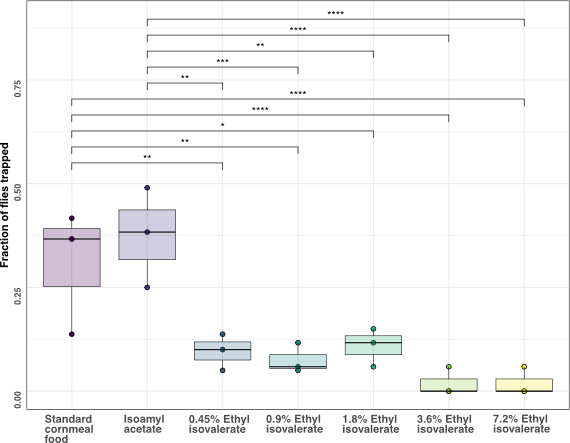 ****
****
**
***
**
****
****
*
**
**
Fraction of flies trapped
0.75
0.50
0.25
0.00
Standard cornmeal food
Isoamyl acetate
0.45% Ethyl isovalerate
0.9% Ethyl isovalerate
1.8% Ethyl isovalerate
3.6% Ethyl isovalerate
7.2% Ethyl isovalerate